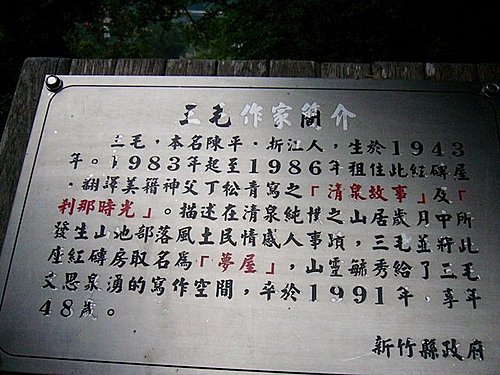 三毛作家簡介
三毛，本名陳平．浙江人，生於1943
年。1983年起至1986年租住此紅磚屋
．翻譯美籍神父丁松青寫之「清泉故事」及「
剎那時光」。描述在清泉純樸之山居歲月中所
發生山地部落風土民情感人事蹟，三毛並將此
座紅磚房取名為「夢屋」，山靈毓秀給了三毛
文思泉湧的寫作空間，卒於1991年，享年
48歲。
新竹縣政府